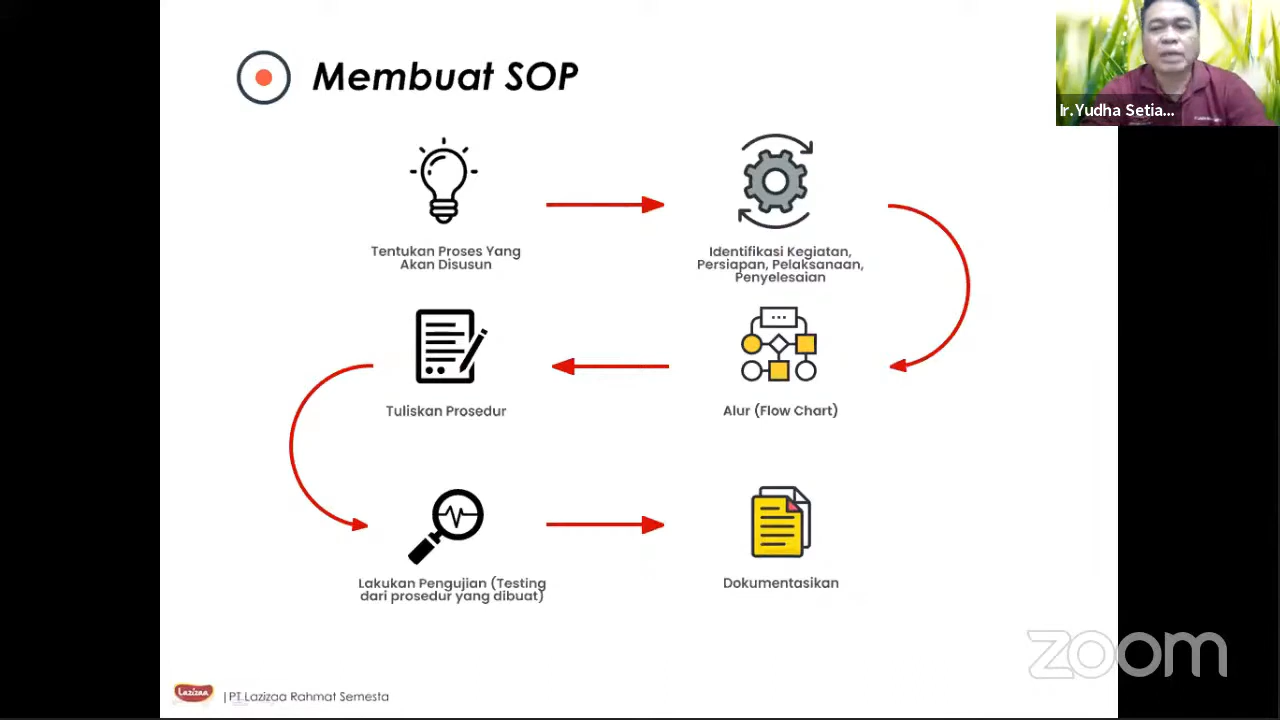 Membuat SOP
Ir.Yudha Setia...
Tentukan Proses Yang
Akan Disusun
Identifikasi Kegiatan,
Persiapan, Pelaksanaan,
Penyelesaian
Tuliskan Prosedur
Alur (Flow Chart)
Lakukan Pengujian (Testing
dari prosedur yang dibuat)
Dokumentasikan
zoom
Lazizaa
|PT Lazizaa Rahmat Semesta